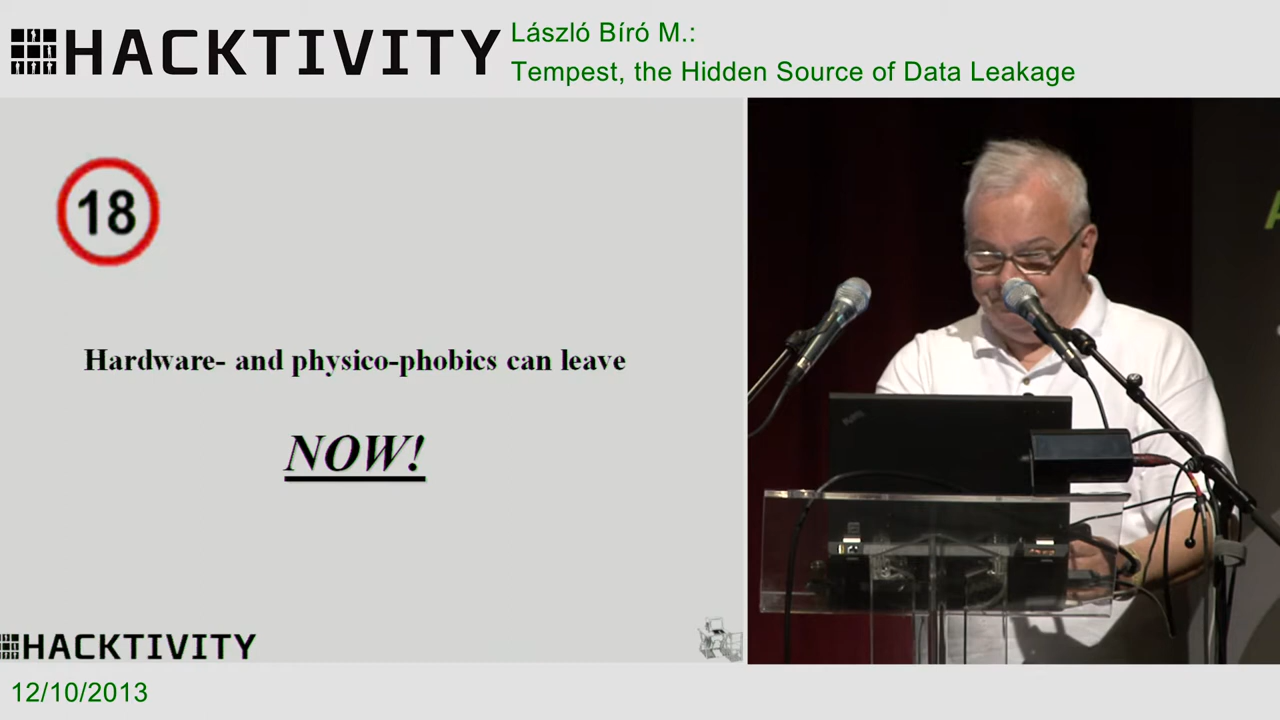 HACKTIVITY
László Bíró M.:
Tempest, the Hidden Source of Data Leakage
18
Hardware- and physico-phobics can leave
NOW!
HACKTIVITY
12/10/2013